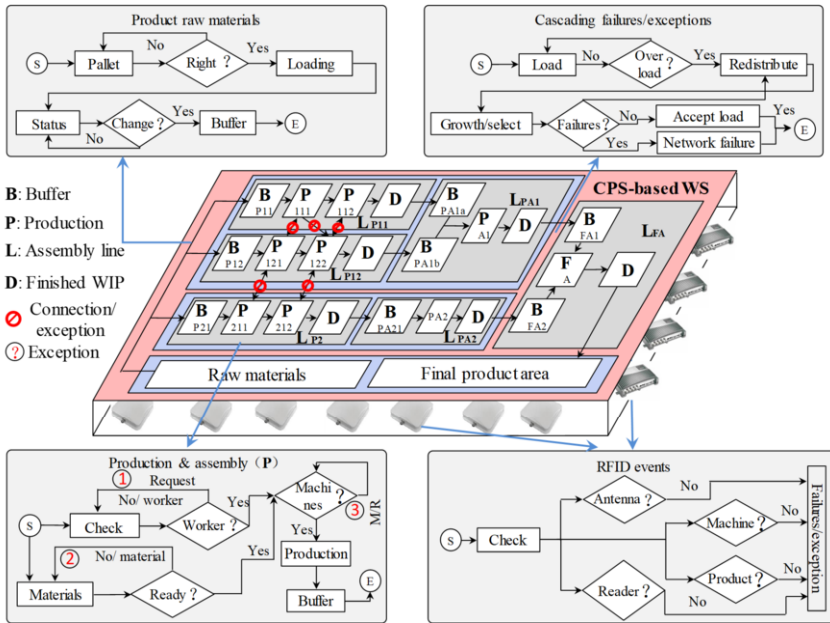 Product raw materials
No
Yes
S
Pallet
Right ?
Loading
Status
Change ?
Yes
Buffer
E
No
Cascading failures/exceptions
S
Load
No
Over load ?
Yes
Redistribute
Growth/select
Failures ?
No
Accept load
Yes
Yes
Network failure
E
B: Buffer
P: Production
L: Assembly line
D: Finished WIP
Connection/
exception
? Exception
CPS-based WS
B P11
P 111
P 112
D
L P11
B PA1a
P A1
D
L PA1
B PA1b
B P12
P 121
P 122
D
L P12
B P21
P 211
P 212
D
L P2
B PA21
PA2
D
L PA2
B FA1
L FA
F A
D
B FA2
Raw materials
Final product area
Production & assembly (P)
1
Request
No/ worker
Yes
S
Check
Worker ?
Machi
nes ?
3
M/R
2
No/ material
Yes
Yes
Materials
Ready ?
Production
Buffer
E
RFID events
S
Check
Antenna ?
No
Machine ?
No
Product ?
No
Reader ?
No
Failures/exception